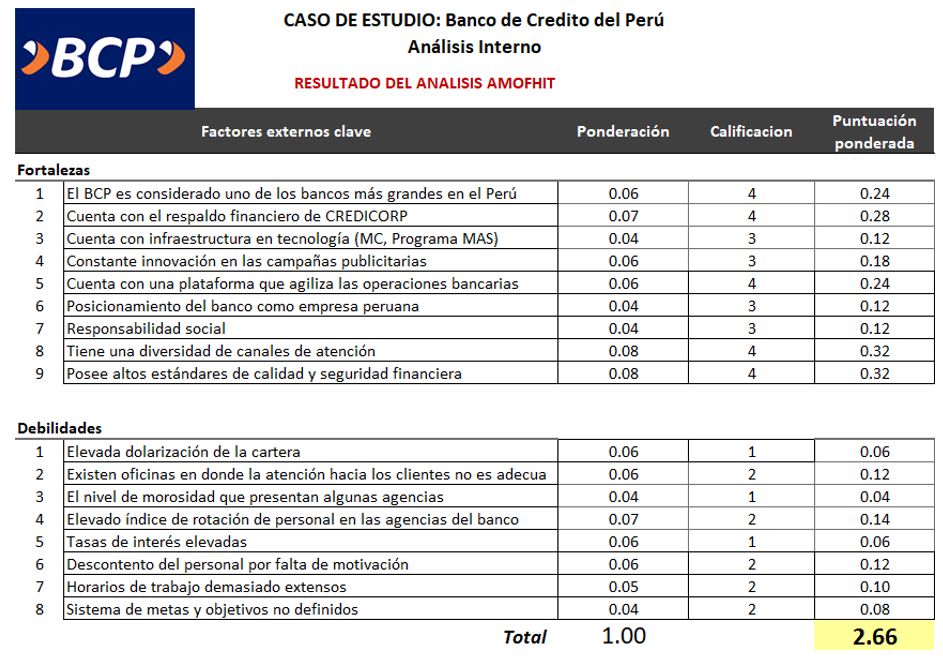 BCP
CASO DE ESTUDIO: Banco de Credito del Perú
Análisis Interno
RESULTADO DEL ANALISIS AMOFHIT
Factores externos clave Ponderación Calificacion Puntuación ponderada
Fortalezas
1 El BCP es considerado uno de los bancos más grandes en el Perú 0.06 4 0.24
2 Cuenta con el respaldo financiero de CREDICORP 0.07 4 0.28
3 Cuenta con infraestructura en tecnología (MC, Programa MAS) 0.04 3 0.12
4 Constante innovación en las campañas publicitarias 0.06 3 0.18
5 Cuenta con una plataforma que agiliza las operaciones bancarias 0.06 4 0.24
6 Posicionamiento del banco como empresa peruana 0.04 3 0.12
7 Responsabilidad social 0.04 3 0.12
8 Tiene una diversidad de canales de atención 0.08 4 0.32
9 Posee altos estándares de calidad y seguridad financiera 0.08 4 0.32
Debilidades
1 Elevada dolarización de la cartera 0.06 1 0.06
2 Existen oficinas en donde la atención hacia los clientes no es adecua 0.06 2 0.12
3 El nivel de morosidad que presentan algunas agencias 0.04 1 0.04
4 Elevado índice de rotación de personal en las agencias del banco 0.07 2 0.14
5 Tasas de interés elevadas 0.06 1 0.06
6 Descontento del personal por falta de motivación 0.06 2 0.12
7 Horarios de trabajo demasiado extensos 0.05 2 0.10
8 Sistema de metas y objetivos no definidos 0.04 2 0.08
Total 1.00 2.66